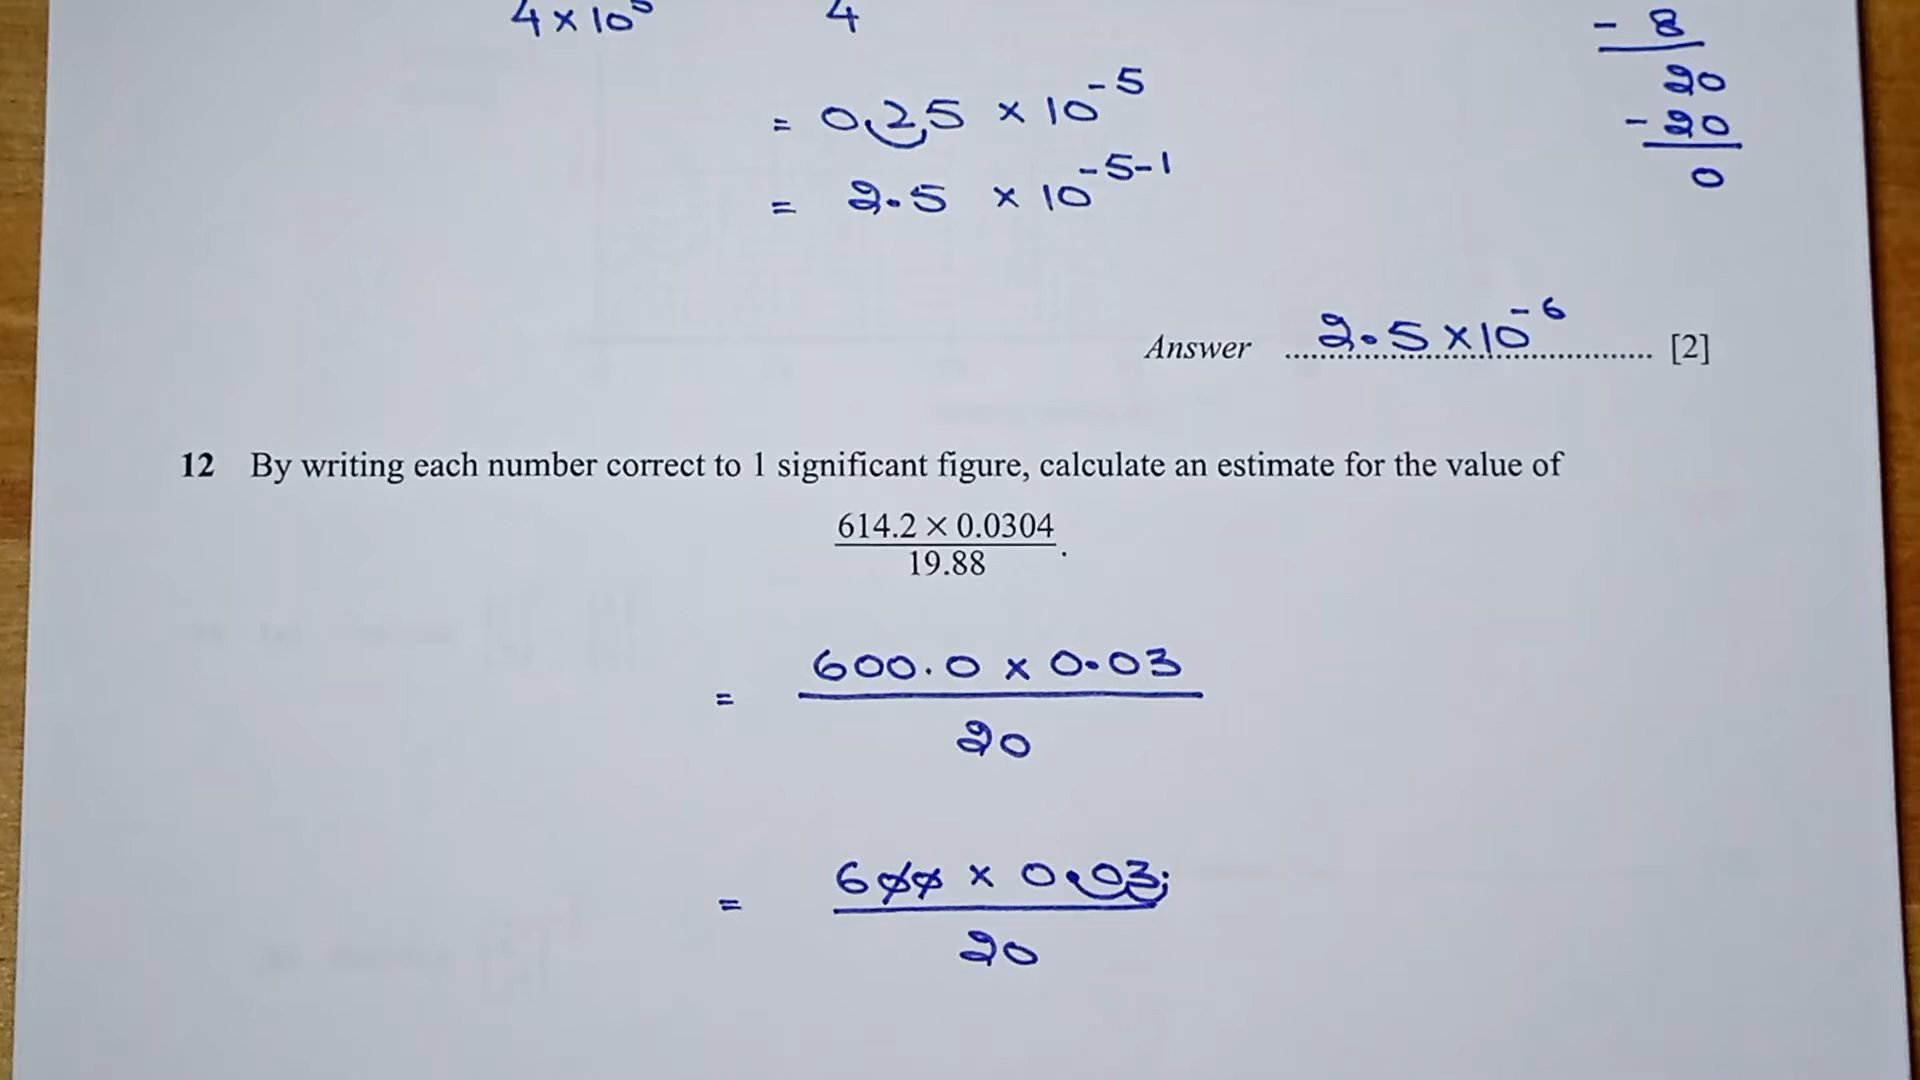 4 × 10
4
- 8
= 0.25 × 10⁻⁵
20
- 20
0
= 2.5 × 10⁻⁵⁻¹
Answer 2.5 × 10⁻⁶ [2]
12 By writing each number correct to 1 significant figure, calculate an estimate for the value of
614.2 × 0.0304
19.88 .
= 600.0 × 0.03
20
= 600 × 0.03
20